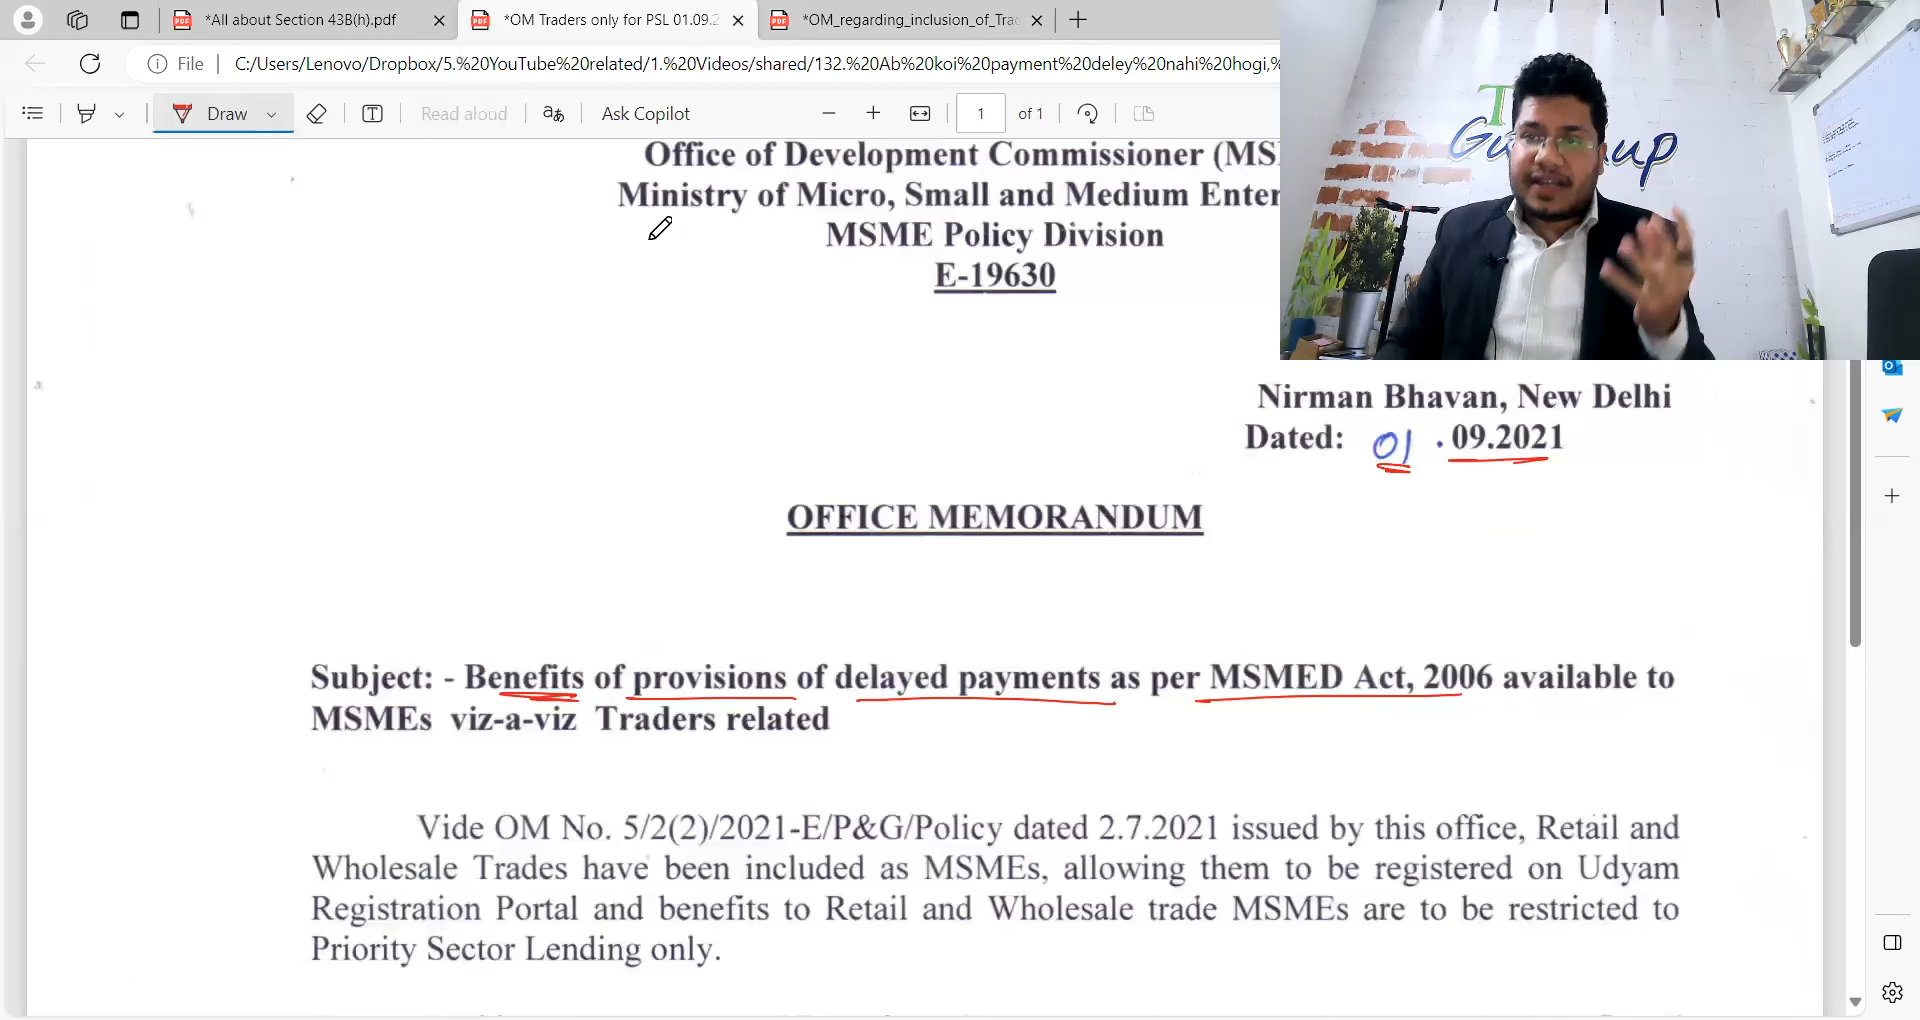 *All about Section 43B(h).pdf
*OM Traders only for PSL 01.09.2
*OM_regarding_inclusion_of_Tra
File
C:/Users/Lenovo/Dropbox/5.%20YouTube%20related/1.%20Videos/shared/132.%20Ab%20koi%20payment%20deley%20nahi%20hogi,%
Draw
Read aloud
Ask Copilot
1 of 1
Office of Development Commissioner (MS
Ministry of Micro, Small and Medium Enter
MSME Policy Division
E-19630
Nirman Bhavan, New Delhi
Dated: 01 . 09.2021
OFFICE MEMORANDUM
Subject: - Benefits of provisions of delayed payments as per MSMED Act, 2006 available to
MSMEs viz-a-viz Traders related
Vide OM No. 5/2(2)/2021-E/P&G/Policy dated 2.7.2021 issued by this office, Retail and
Wholesale Trades have been included as MSMEs, allowing them to be registered on Udyam
Registration Portal and benefits to Retail and Wholesale trade MSMEs are to be restricted to
Priority Sector Lending only.